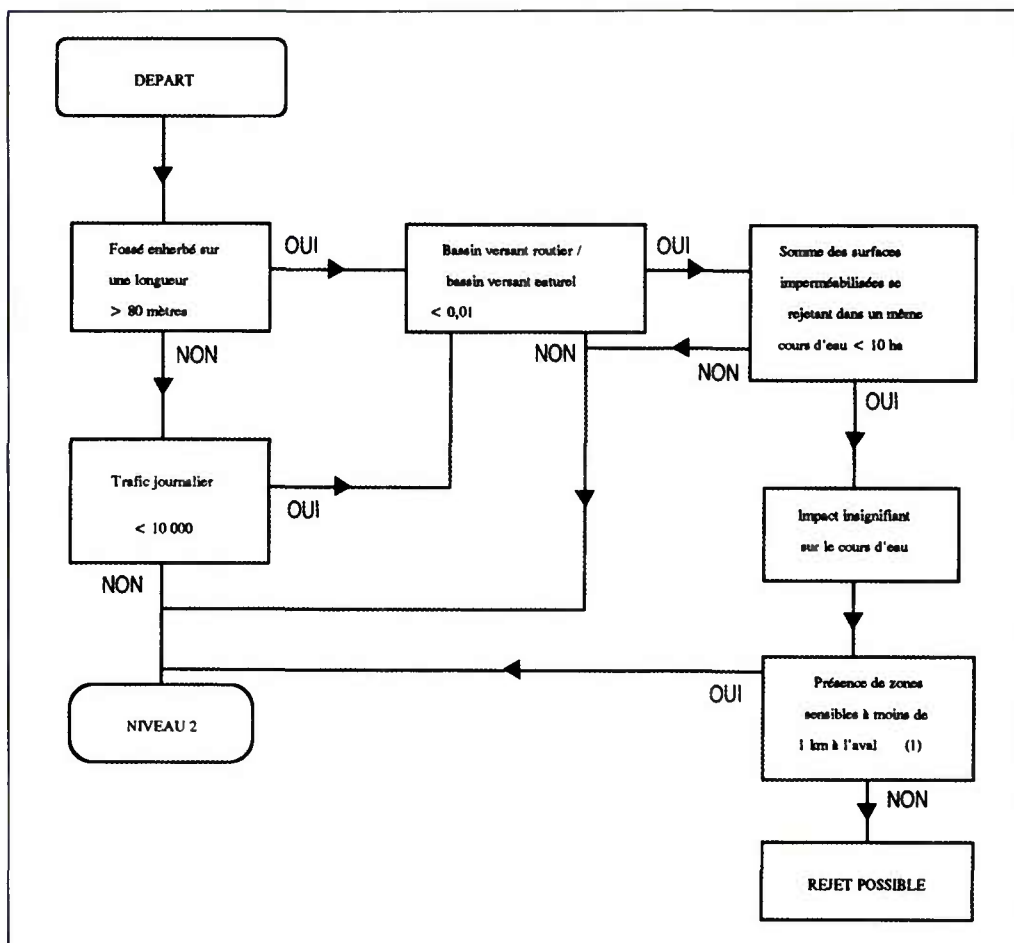 DEPART
Fossé enherbé sur
une longueur
> 80 mètres
OUI
Bassin versant routier /
bassin versant naturel
< 0,01
OUI
Somme des surfaces
imperméabilisées se
rejetant dans un même
cours d'eau < 10 ha
NON
NON
NON
OUI
Trafic journalier
< 10 000
OUI
Impact insignifiant
sur le cours d'eau
NON
OUI
Présence de zones
sensibles à moins de
1 km à l'aval (1)
NIVEAU 2
NON
REJET POSSIBLE